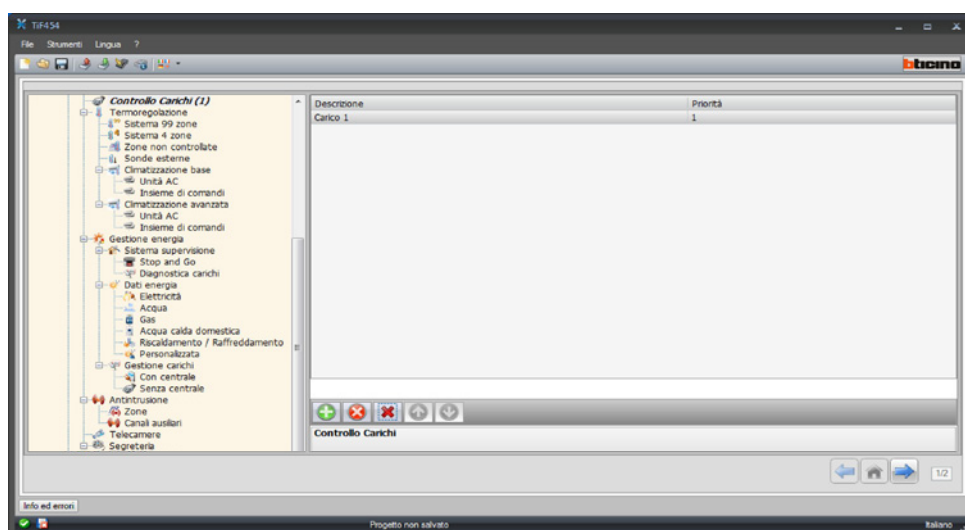 TiF454
File Strumenti Lingua ?
bticino
Controllo Carichi (1)
Termoregolazione
Sistema 99 zone
Sistema 4 zone
Zone non controllate
Sonde esterne
Climatizzazione base
Unità AC
Insieme di comandi
Climatizzazione avanzata
Unità AC
Insieme di comandi
Gestione energia
Sistema supervisione
Stop and Go
Diagnostica carichi
Dati energia
Elettricità
Acqua
Gas
Acqua calda domestica
Riscaldamento / Raffreddamento
Personalizzata
Gestione carichi
Con centrale
Senza centrale
Antintrusione
Zone
Canali ausiliari
Telecamere
Segreteria
Descrizione Priorità
Carico 1 1
Controllo Carichi
1/2
Info ed errori
Progetto non salvato
Italiano